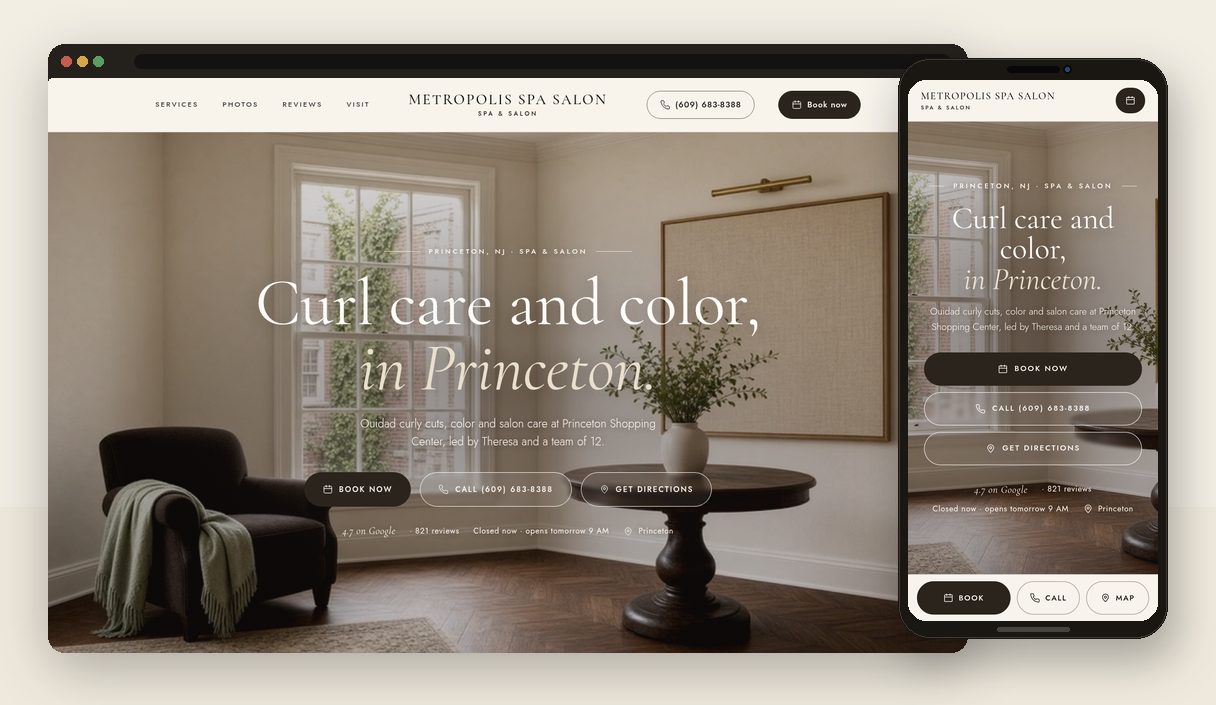 SERVICES PHOTOS REVIEWS VISIT
METROPOLIS SPA SALON
SPA & SALON
(609) 683-8388
Book now
PRINCETON, NJ · SPA & SALON
Curl care and color,
in Princeton.
Ouidad curly cuts, color and salon care at Princeton Shopping
Center, led by Theresa and a team of 12.
BOOK NOW
CALL (609) 683-8388
GET DIRECTIONS
4.7 on Google · 821 reviews Closed now · opens tomorrow 9 AM Princeton
METROPOLIS SPA SALON
SPA & SALON
PRINCETON, NJ · SPA & SALON
Curl care and
color,
in Princeton.
Ouidad curly cuts, color and salon care at Princeton
Shopping Center, led by Theresa and a team of 12.
BOOK NOW
CALL (609) 683-8388
GET DIRECTIONS
4.7 on Google · 821 reviews
Closed now · opens tomorrow 9 AM Princeton
BOOK
CALL
MAP